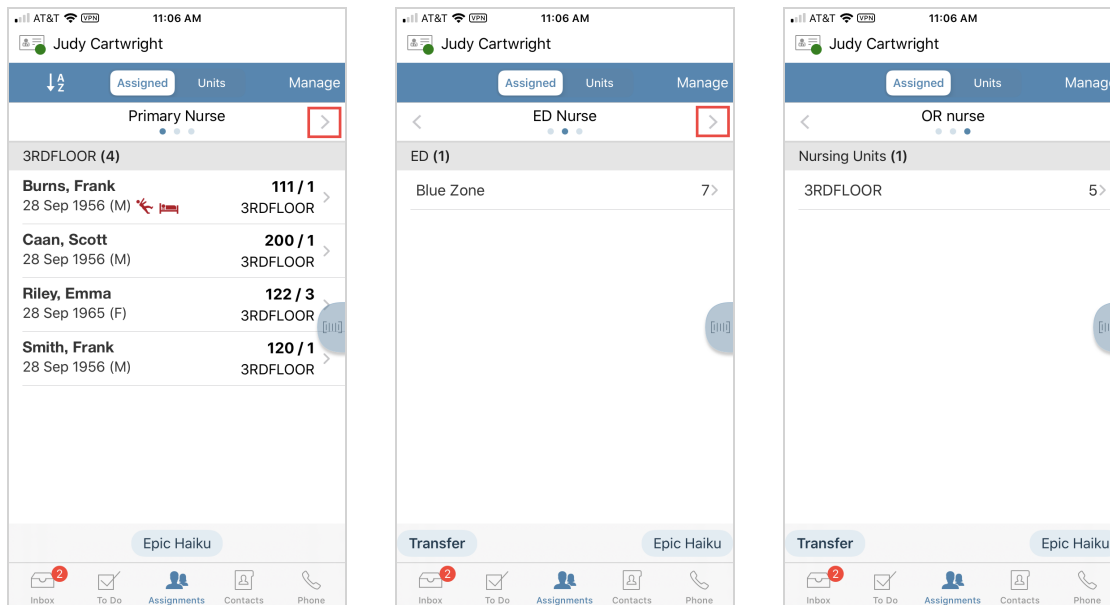 AT&T VPN 11:06 AM
Judy Cartwright
A Z Assigned Units Manage
Primary Nurse
3RDFLOOR (4)
Burns, Frank 111 / 1
28 Sep 1956 (M) 3RDFLOOR
Caan, Scott 200 / 1
28 Sep 1956 (M) 3RDFLOOR
Riley, Emma 122 / 3
28 Sep 1965 (F) 3RDFLOOR
Smith, Frank 120 / 1
28 Sep 1956 (M) 3RDFLOOR
Epic Haiku
2
Inbox To Do Assignments Contacts Phone
AT&T VPN 11:06 AM
Judy Cartwright
Assigned Units Manage
ED Nurse
ED (1)
Blue Zone 7
Transfer Epic Haiku
2
Inbox To Do Assignments Contacts Phone
AT&T VPN 11:06 AM
Judy Cartwright
Assigned Units Manag
OR nurse
Nursing Units (1)
3RDFLOOR 5
Transfer Epic Haiku
2
Inbox To Do Assignments Contacts Phone